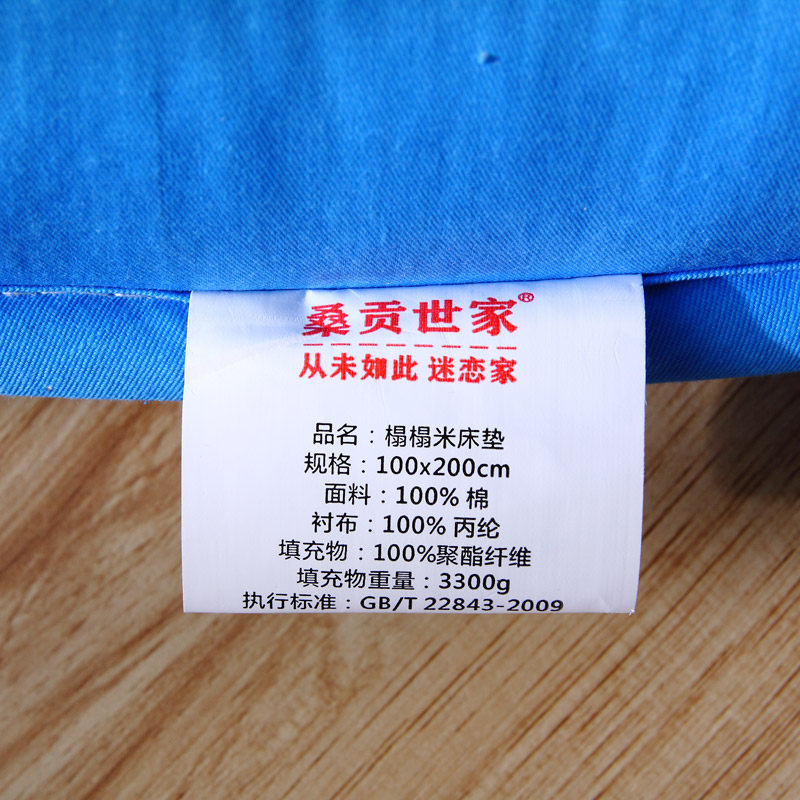 桑贡世家®
从未如此 迷恋家
品名：榻榻米床垫
规格：100x200cm
面料：100% 棉
衬布：100% 丙纶
填充物：100%聚酯纤维
填充物重量：3300g
执行标准：GB/T 22843-2009